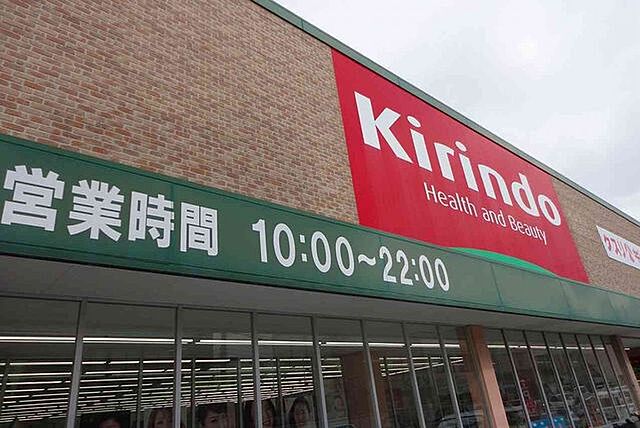 Kirindo
Health and Beauty
営業時間 10:00~22:00